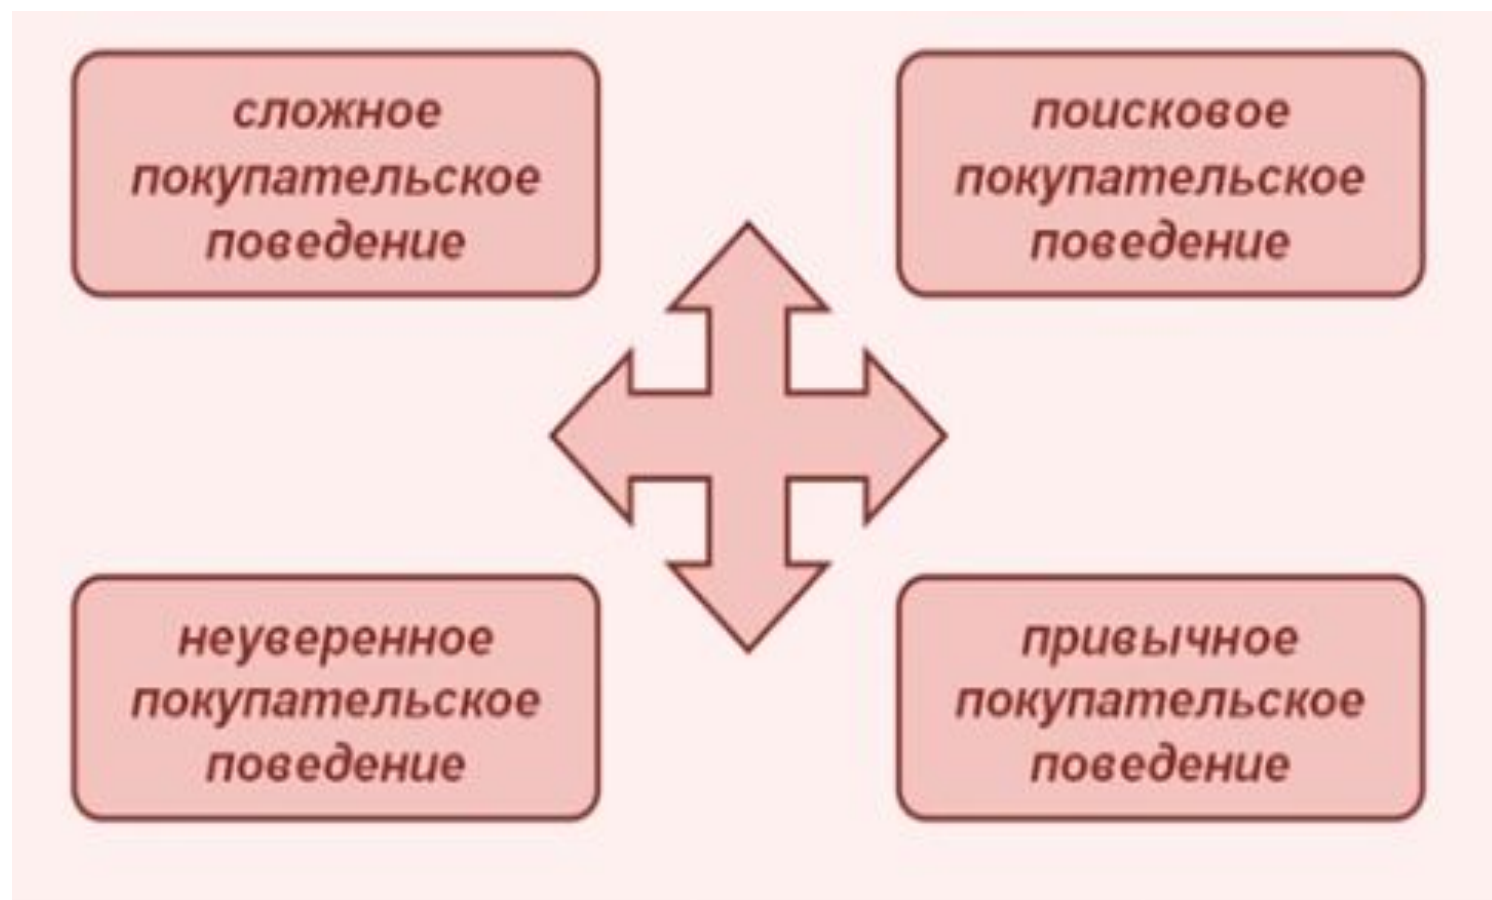 сложное
покупательское
поведение
поисковое
покупательское
поведение
неуверенное
покупательское
поведение
привычное
покупательское
поведение